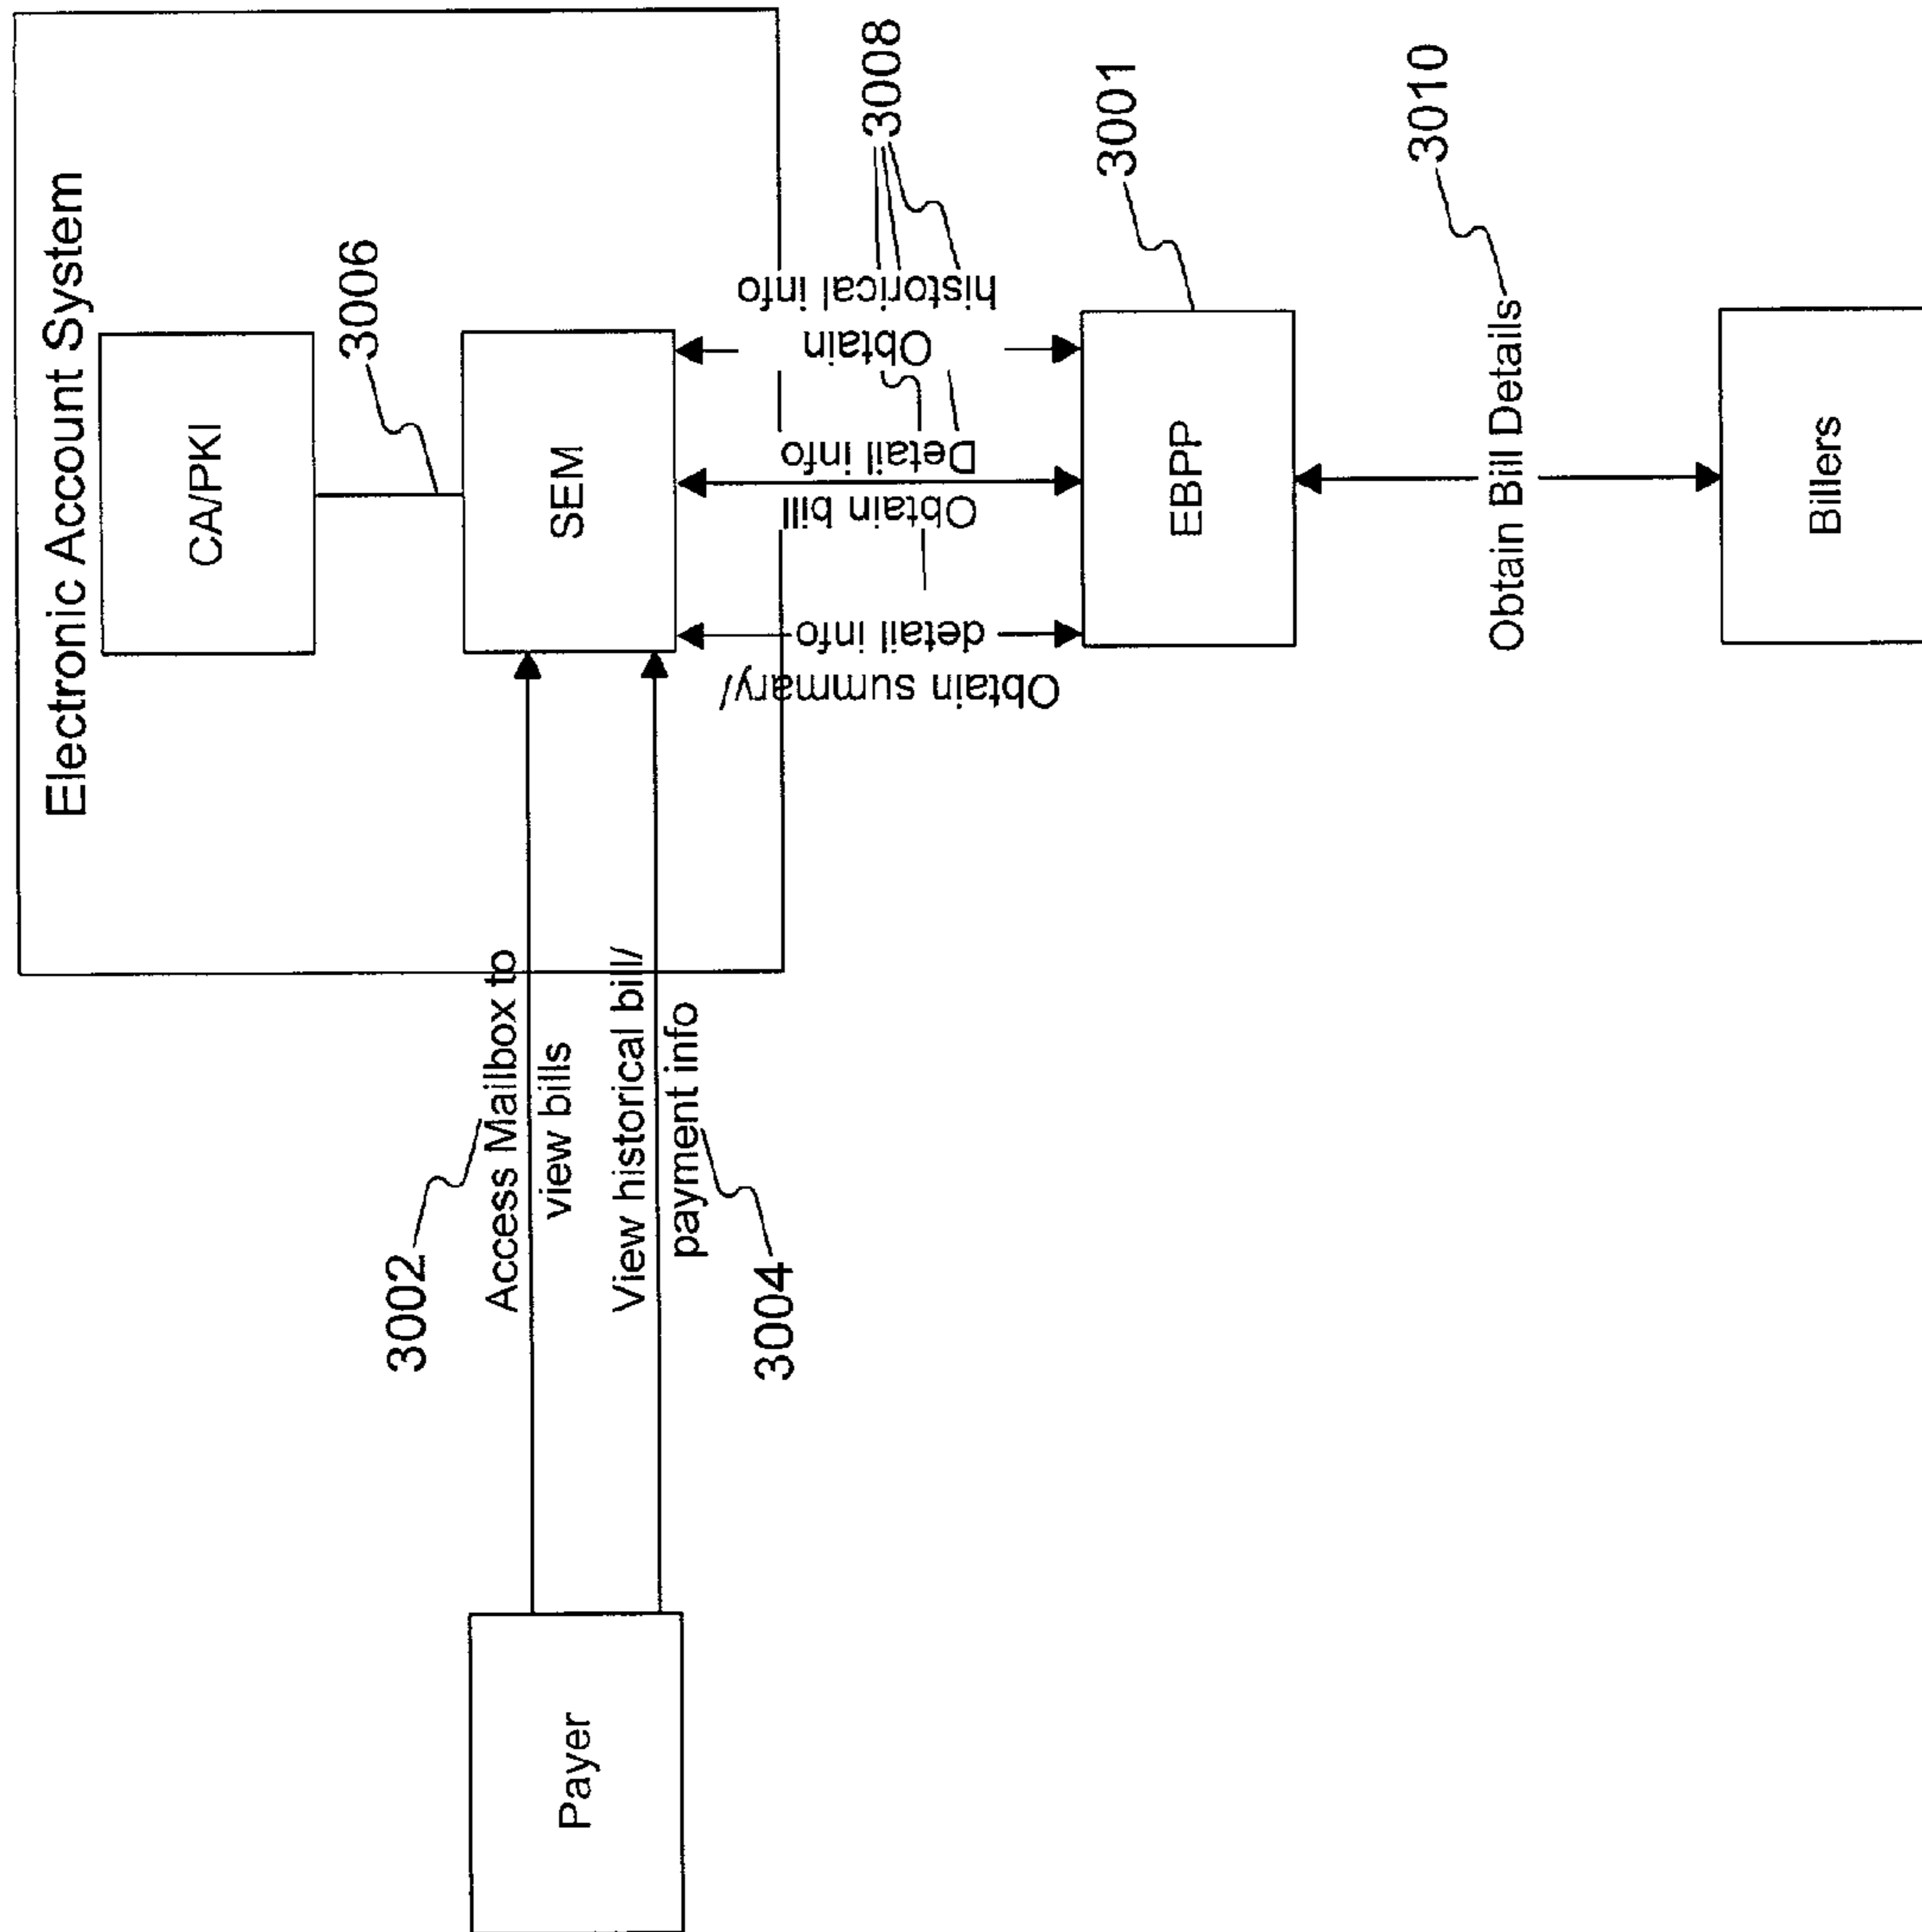 Electronic Account System
CA/PKI
3006
SEM
3002
Access Mailbox to
view bills
View historical bill/
payment info
3004
Payer
Obtain summary/
detail info
Obtain bill
Detail info
Obtain
historical info
3008
EBPP
3001
Obtain Bill Details
3010
Billers